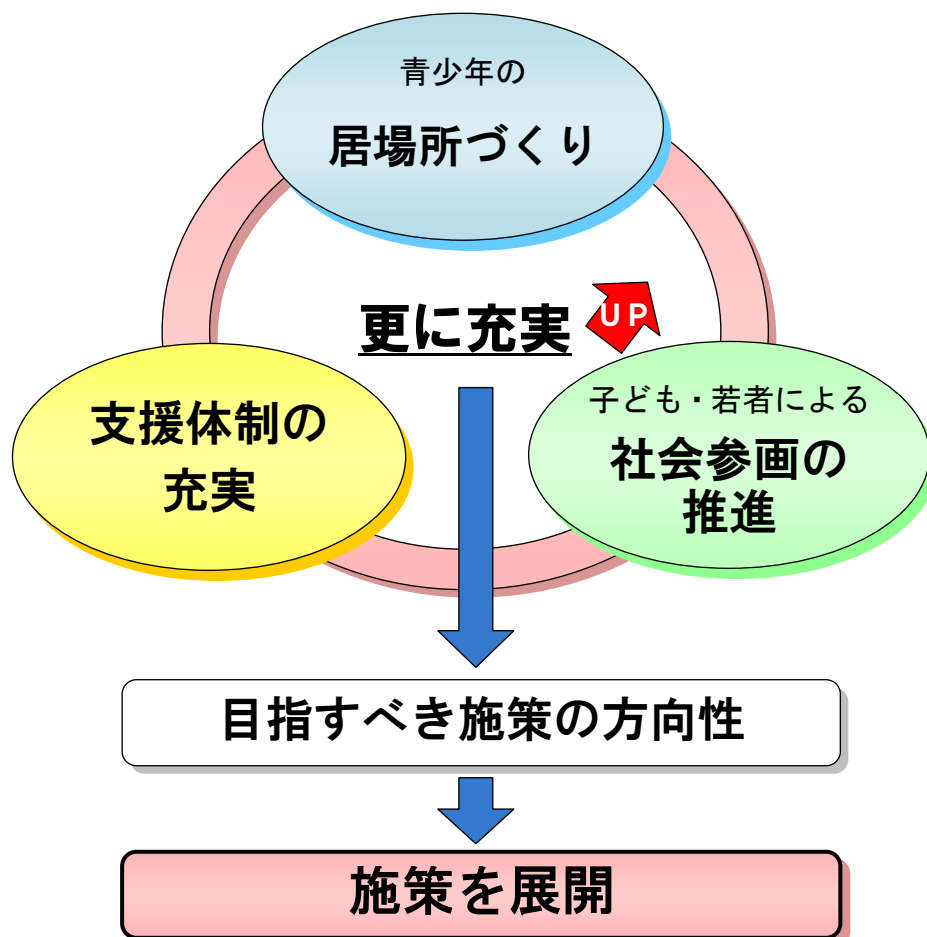 青少年の
居場所づくり
更に充実
UP
支援体制の
充実
子ども・若者による
社会参画の
推進
目指すべき施策の方向性
施策を展開